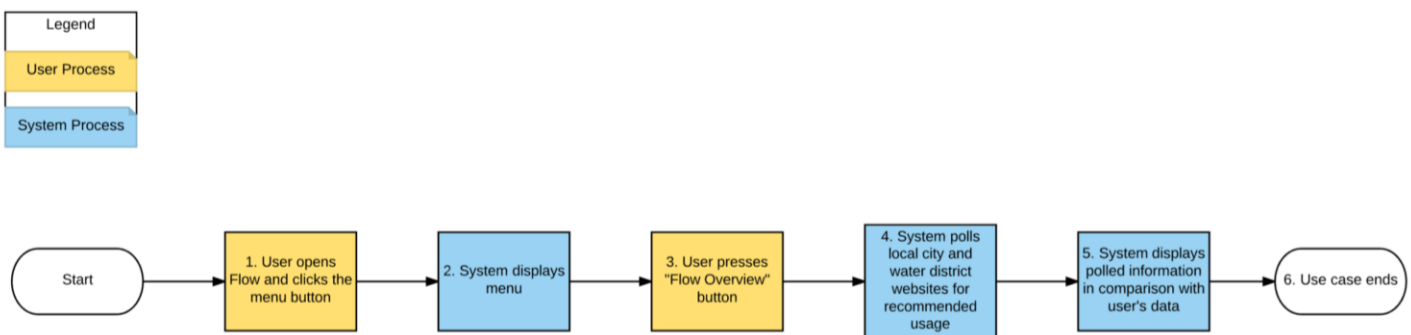 Legend
User Process
System Process
Start
1. User opens
Flow and clicks the
menu button
2. System displays
menu
3. User presses
"Flow Overview"
button
4. System polls
local city and
water district
websites for
recommended
usage
5. System displays
polled information
in comparison with
user's data
6. Use case ends